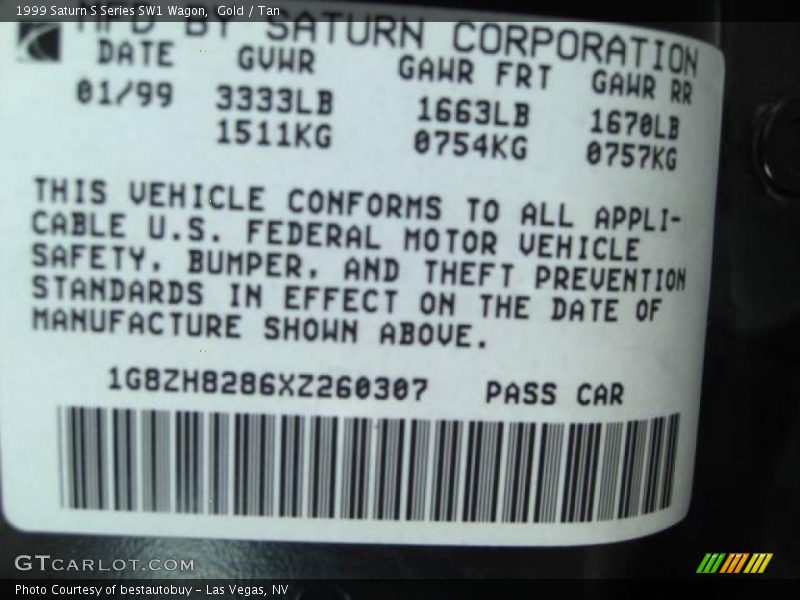 1999 Saturn S Series SW1 Wagon, Gold / Tan
MFD BY SATURN CORPORATION
DATE GVWR GAWR FRT GAWR RR
01/99 3333LB 1663LB 1670LB
1511KG 0754KG 0757KG
THIS VEHICLE CONFORMS TO ALL APPLI-
CABLE U.S. FEDERAL MOTOR VEHICLE
SAFETY, BUMPER, AND THEFT PREVENTION
STANDARDS IN EFFECT ON THE DATE OF
MANUFACTURE SHOWN ABOVE.
1G8ZH8286XZ260307 PASS CAR
GTCARLOT.COM
Photo Courtesy of bestautobuy - Las Vegas, NV